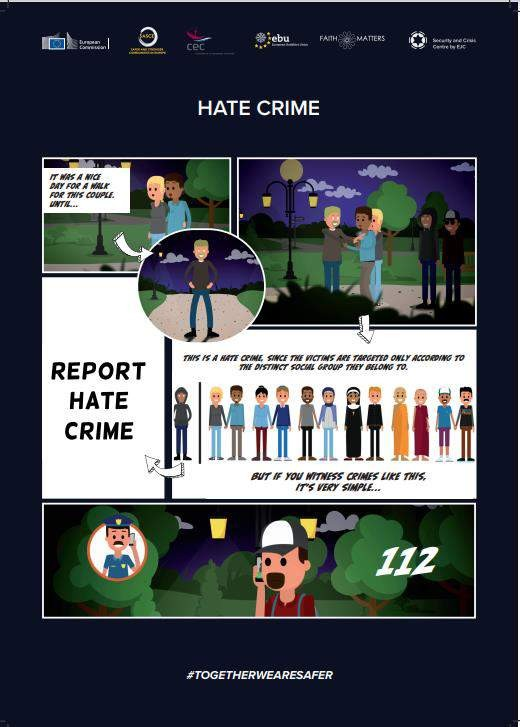 European
Commission
SASCE
SAFER AND STRONGER
COMMUNITIES IN EUROPE
cec
ebu
European Buddhist Union
FAITH MATTERS
Security and Crisis
Centre by EJC
HATE CRIME
IT WAS A NICE
DAY FOR A WALK
FOR THIS COUPLE.
UNTIL...
THIS IS A HATE CRIME, SINCE THE VICTIMS ARE TARGETED ONLY ACCORDING TO
THE DISTINCT SOCIAL GROUP THEY BELONG TO.
REPORT
HATE
CRIME
BUT IF YOU WITNESS CRIMES LIKE THIS,
IT'S VERY SIMPLE...
112
#TOGETHERWEARESAFER